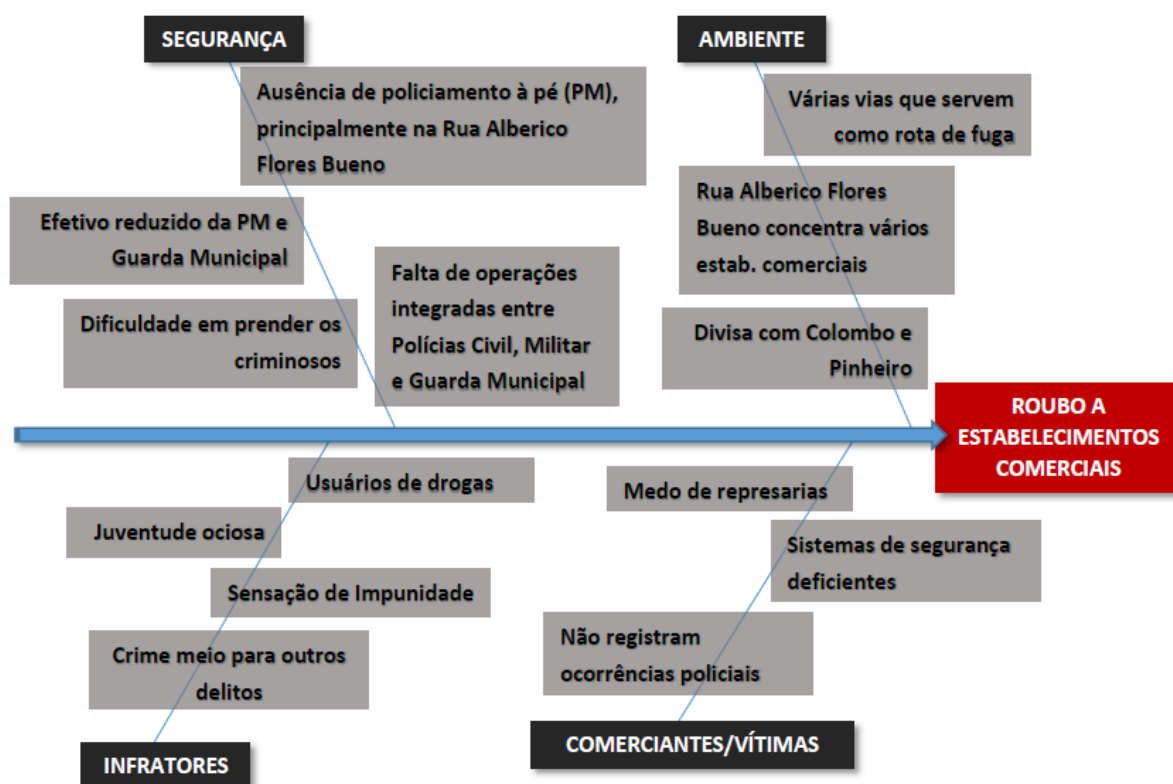 SEGURANÇA
Ausência de policiamento à pé (PM),
principalmente na Rua Alberico
Flores Bueno
Efetivo reduzido da PM e
Guarda Municipal
Dificuldade em prender os
criminosos
Falta de operações
integradas entre
Polícias Civil, Militar
e Guarda Municipal
AMBIENTE
Várias vias que servem
como rota de fuga
Rua Alberico Flores
Bueno concentra vários
estab. comerciais
Divisa com Colombo e
Pinheiro
ROUBO A
ESTABELECIMENTOS
COMERCIAIS
Usuários de drogas
Juventude ociosa
Sensação de Impunidade
Crime meio para outros
delitos
INFRATORES
Medo de represarias
Sistemas de segurança
deficientes
Não registram
ocorrências policiais
COMERCIANTES/VÍTIMAS